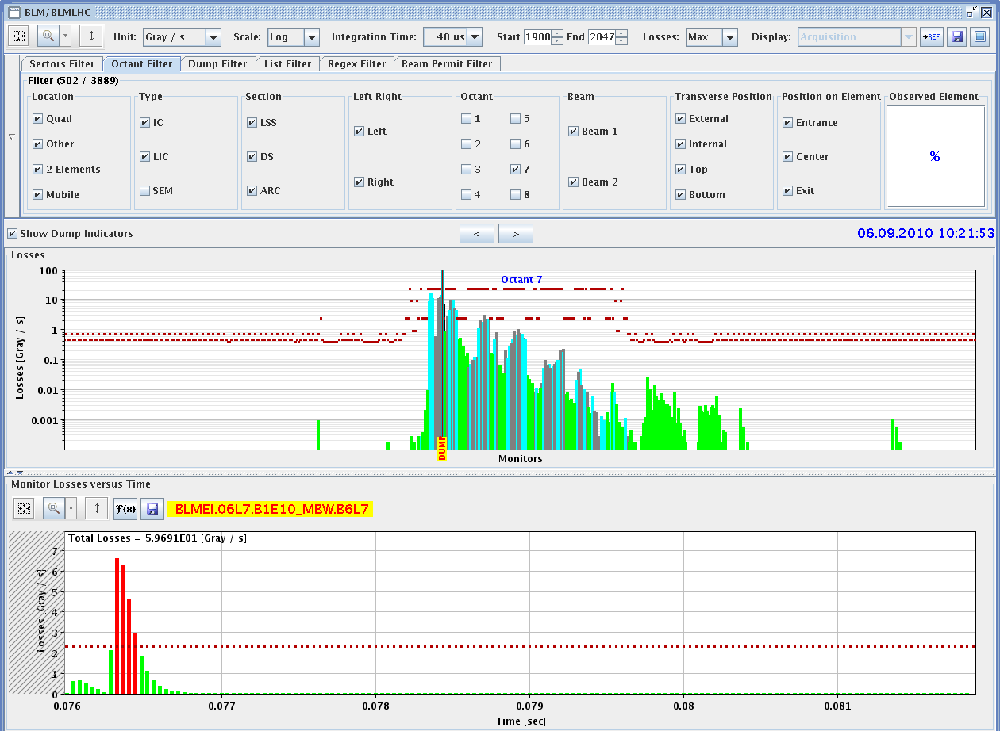 BLM/BLMLHC
Unit: Gray / s Scale: Log Integration Time: 40 us Start 1900 End 2047 Losses: Max Display: Acquisition →REF
Sectors Filter Octant Filter Dump Filter List Filter Regex Filter Beam Permit Filter
Filter (502 / 3889)
Location Type Section Left Right Octant Beam Transverse Position Position on Element Observed Element
Quad
Other
2 Elements
Mobile
IC
LIC
SEM
LSS
DS
ARC
Left
Right
1 5
2 6
3 7
4 8
Beam 1
Beam 2
External
Internal
Top
Bottom
Entrance
Center
Exit
%
Show Dump Indicators < > 06.09.2010 10:21:53
Losses
Octant 7
100
10
1
0.1
0.01
0.001
Losses [Gray / s]
DUMP
Monitors
Monitor Losses versus Time
F(x) BLMEI.06L7.B1E10_MBW.B6L7
Total Losses = 5.9691E01 [Gray / s]
7
6
5
4
3
2
1
0
Losses [Gray / s]
0.076 0.077 0.078 0.079 0.08 0.081
Time [sec]